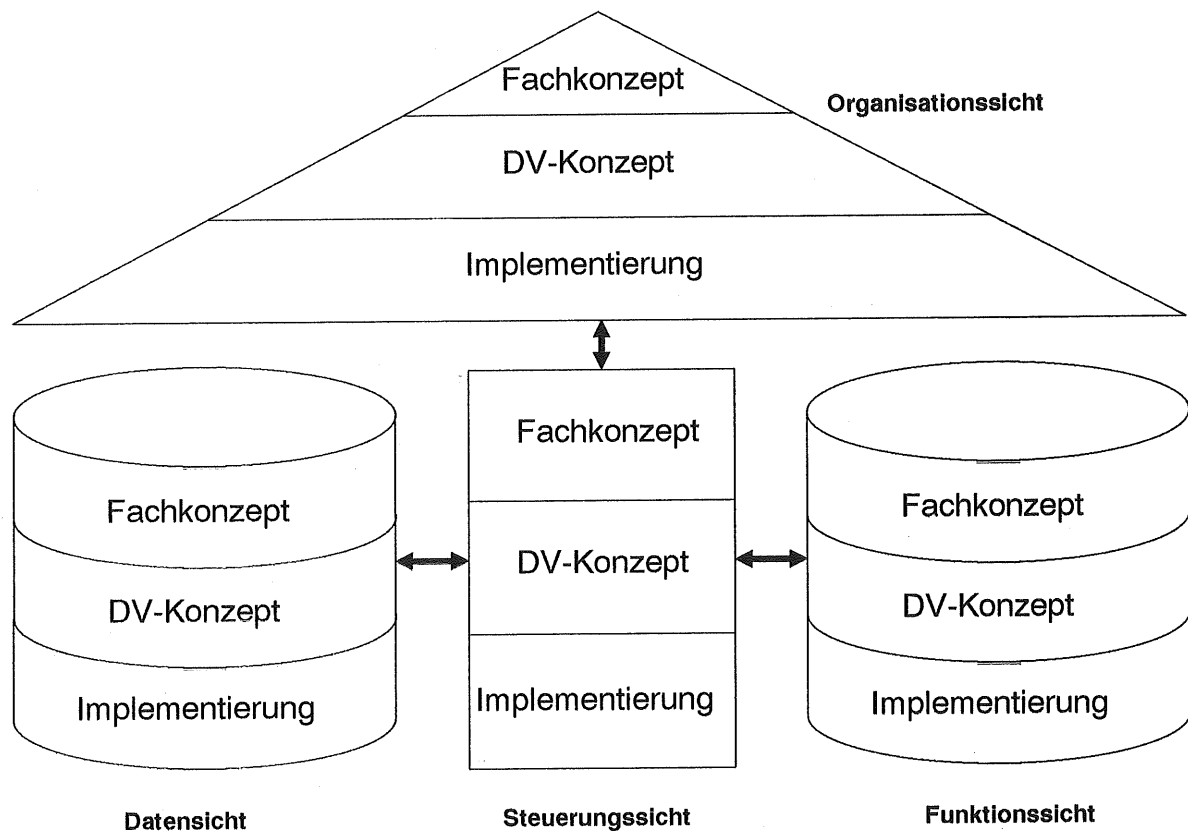 Fachkonzept
Organisationssicht
DV-Konzept
Implementierung
Fachkonzept
DV-Konzept
Implementierung
Fachkonzept
DV-Konzept
Implementierung
Fachkonzept
DV-Konzept
Implementierung
Datensicht
Steuerungssicht
Funktionssicht